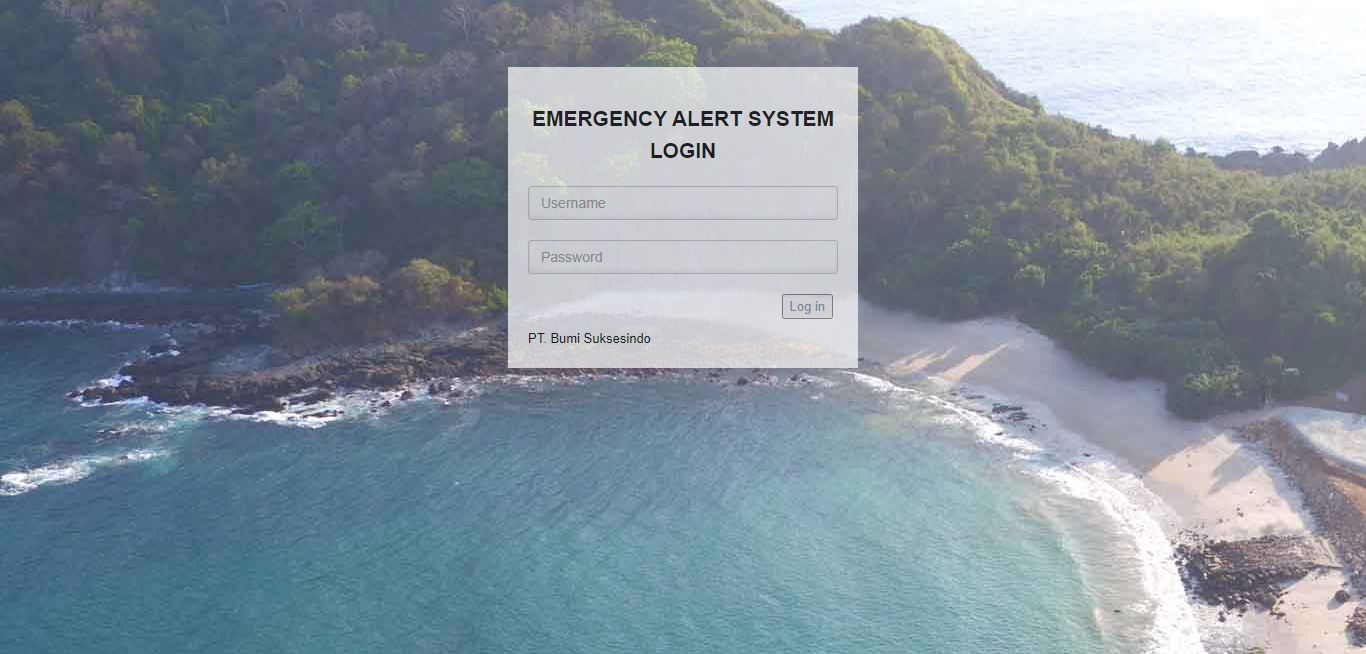 EMERGENCY ALERT SYSTEM
LOGIN
Username
Password
Log in
PT. Bumi Suksesindo